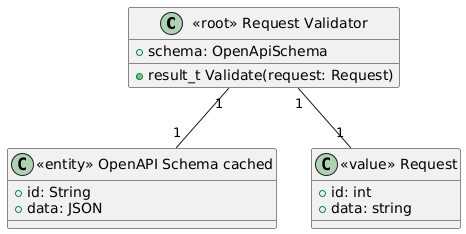 C «root» Request Validator
schema: OpenApiSchema
result_t Validate(request: Request)
1 1
1 1
C «entity» OpenAPI Schema cached
id: String
data: JSON
C «value» Request
id: int
data: string